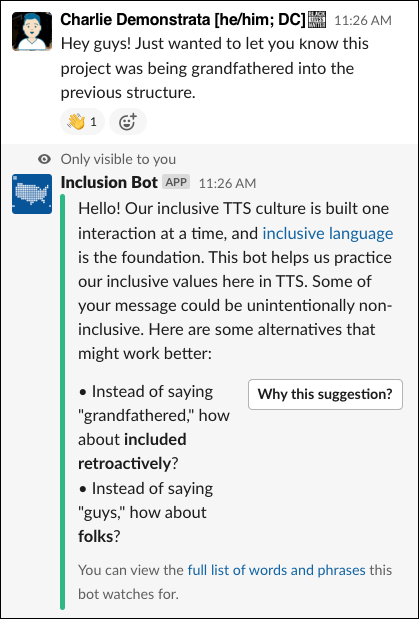 Charlie Demonstrata [he/him; DC] BLACK LIVES MATTER 11:26 AM
Hey guys! Just wanted to let you know this
project was being grandfathered into the
previous structure.
👋 1
Only visible to you
Inclusion Bot APP 11:26 AM
Hello! Our inclusive TTS culture is built one
interaction at a time, and inclusive language
is the foundation. This bot helps us practice
our inclusive values here in TTS. Some of
your message could be unintentionally non-
inclusive. Here are some alternatives that
might work better:
• Instead of saying
"grandfathered," how
about included
retroactively?
Why this suggestion?
• Instead of saying
"guys," how about
folks?
You can view the full list of words and phrases this
bot watches for.